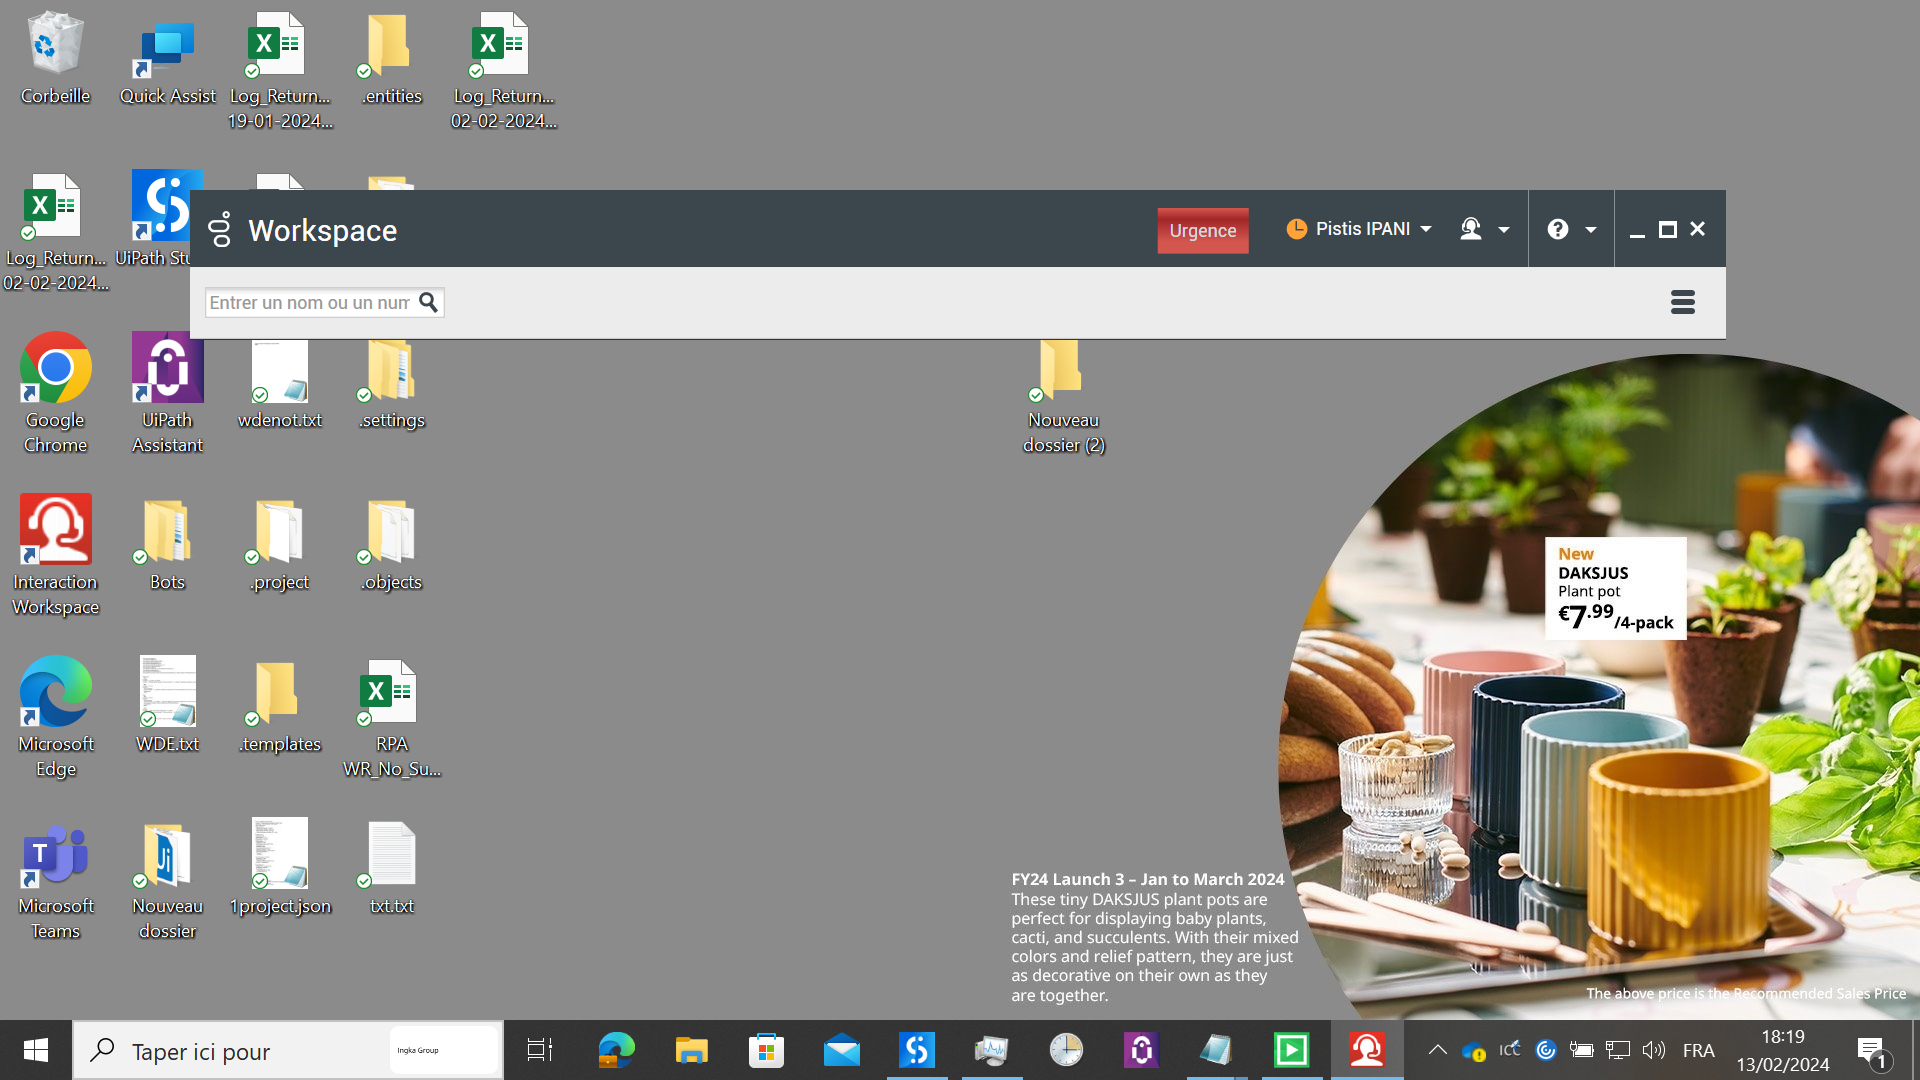 Corbeille
Quick Assist
Log_Return...
19-01-2024...
.entities
Log_Return...
02-02-2024...
Log_Return...
02-02-2024...
UiPath Stu
Workspace
Urgence
Pistis IPANI
Entrer un nom ou un num
Google
Chrome
UiPath
Assistant
wdenot.txt
.settings
Nouveau
dossier (2)
Interaction
Workspace
Bots
.project
.objects
New
DAKSJUS
Plant pot
€7.99/4-pack
Microsoft
Edge
WDE.txt
.templates
RPA
WR_No_Su...
Microsoft
Teams
Nouveau
dossier
1project.json
txt.txt
FY24 Launch 3 – Jan to March 2024
These tiny DAKSJUS plant pots are
perfect for displaying baby plants,
cacti, and succulents. With their mixed
colors and relief pattern, they are just
as decorative on their own as they
are together.
The above price is the Recommended Sales Price
Taper ici pour
Ingka Group
FRA
18:19
13/02/2024
1